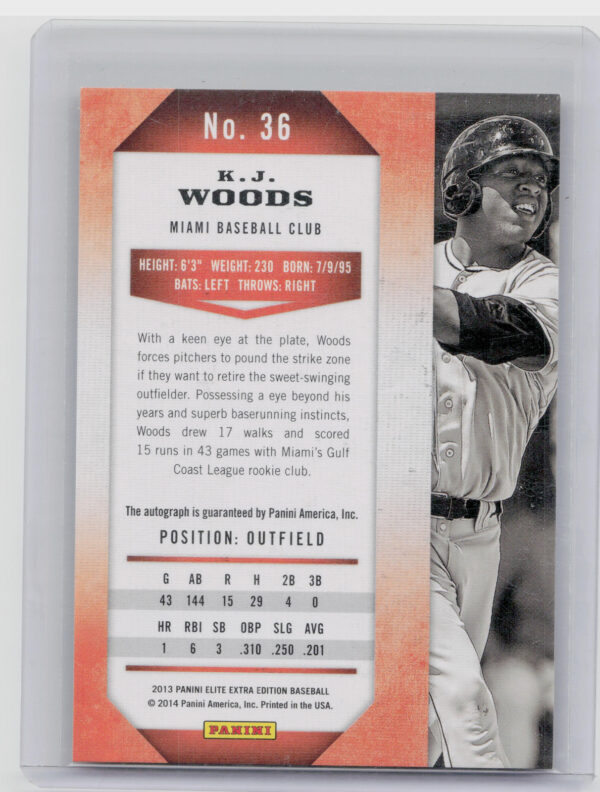 No. 36
K.J.
WOODS
MIAMI BASEBALL CLUB
HEIGHT: 6'3" WEIGHT: 230 BORN: 7/9/95
BATS: LEFT THROWS: RIGHT
With a keen eye at the plate, Woods
forces pitchers to pound the strike zone
if they want to retire the sweet-swinging
outfielder. Possessing a eye beyond his
years and superb baserunning instincts,
Woods drew 17 walks and scored
15 runs in 43 games with Miami's Gulf
Coast League rookie club.
The autograph is guaranteed by Panini America, Inc.
POSITION: OUTFIELD
G AB R H 2B 3B
43 144 15 29 4 0
HR RBI SB OBP SLG AVG
1 6 3 .310 .250 .201
2013 PANINI ELITE EXTRA EDITION BASEBALL
© 2014 Panini America, Inc. Printed in the USA.
PANINI